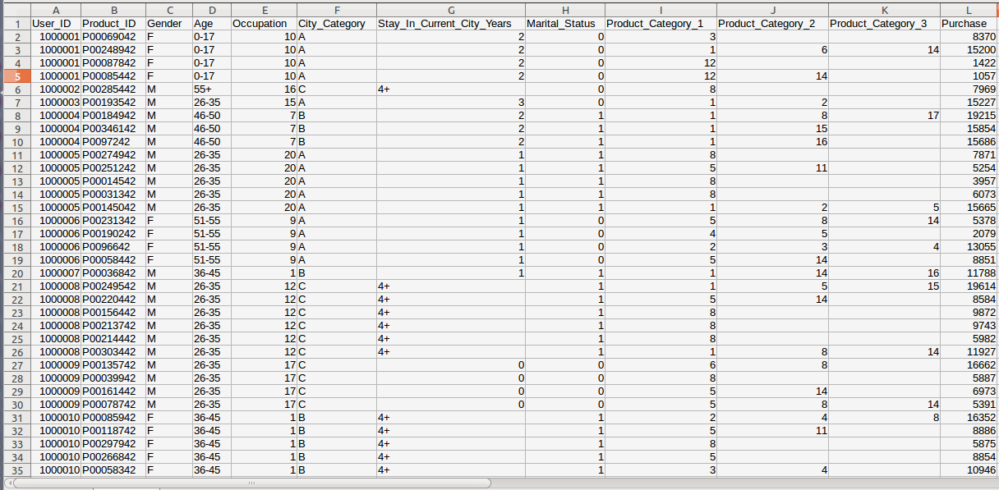 A B C D E F G H I J K L
1 User_ID Product_ID Gender Age Occupation City_Category Stay_In_Current_City_Years Marital_Status Product_Category_1 Product_Category_2 Product_Category_3 Purchase
2 1000001 P00069042 F 0-17 10 A 2 0 3 8370
3 1000001 P00248942 F 0-17 10 A 2 0 1 6 14 15200
4 1000001 P00087842 F 0-17 10 A 2 0 12 1422
5 1000001 P00085442 F 0-17 10 A 2 0 12 14 1057
6 1000002 P00285442 M 55+ 16 C 4+ 0 8 7969
7 1000003 P00193542 M 26-35 15 A 3 0 1 2 15227
8 1000004 P00184942 M 46-50 7 B 2 1 1 8 17 19215
9 1000004 P00346142 M 46-50 7 B 2 1 1 15 15854
10 1000004 P0097242 M 46-50 7 B 2 1 1 16 15686
11 1000005 P00274942 M 26-35 20 A 1 1 8 7871
12 1000005 P00251242 M 26-35 20 A 1 1 5 11 5254
13 1000005 P00014542 M 26-35 20 A 1 1 8 3957
14 1000005 P00031342 M 26-35 20 A 1 1 8 6073
15 1000005 P00145042 M 26-35 20 A 1 1 1 2 5 15665
16 1000006 P00231342 F 51-55 9 A 1 0 5 8 14 5378
17 1000006 P00190242 F 51-55 9 A 1 0 4 5 2079
18 1000006 P0096642 F 51-55 9 A 1 0 2 3 4 13055
19 1000006 P00058442 F 51-55 9 A 1 0 5 14 8851
20 1000007 P00036842 M 36-45 1 B 1 1 1 14 16 11788
21 1000008 P00249542 M 26-35 12 C 4+ 1 1 5 15 19614
22 1000008 P00220442 M 26-35 12 C 4+ 1 5 14 8584
23 1000008 P00156442 M 26-35 12 C 4+ 1 8 9872
24 1000008 P00213742 M 26-35 12 C 4+ 1 8 9743
25 1000008 P00214442 M 26-35 12 C 4+ 1 8 5982
26 1000008 P00303442 M 26-35 12 C 4+ 1 1 8 14 11927
27 1000009 P00135742 M 26-35 17 C 0 0 6 8 16662
28 1000009 P00039942 M 26-35 17 C 0 0 8 5887
29 1000009 P00161442 M 26-35 17 C 0 0 5 14 6973
30 1000009 P00078742 M 26-35 17 C 0 0 5 8 14 5391
31 1000010 P00085942 F 36-45 1 B 4+ 1 2 4 8 16352
32 1000010 P00118742 F 36-45 1 B 4+ 1 5 11 8886
33 1000010 P00297942 F 36-45 1 B 4+ 1 8 5875
34 1000010 P00266842 F 36-45 1 B 4+ 1 5 8854
35 1000010 P00058342 F 36-45 1 B 4+ 1 3 4 10946